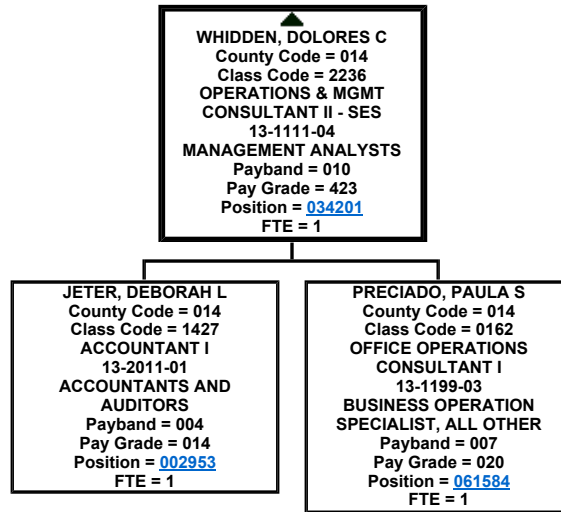 WHIDDEN, DOLORES C
County Code = 014
Class Code = 2236
OPERATIONS & MGMT
CONSULTANT II - SES
13-1111-04
MANAGEMENT ANALYSTS
Payband = 010
Pay Grade = 423
Position = 034201
FTE = 1
JETER, DEBORAH L
County Code = 014
Class Code = 1427
ACCOUNTANT I
13-2011-01
ACCOUNTANTS AND
AUDITORS
Payband = 004
Pay Grade = 014
Position = 002953
FTE = 1
PRECIADO, PAULA S
County Code = 014
Class Code = 0162
OFFICE OPERATIONS
CONSULTANT I
13-1199-03
BUSINESS OPERATION
SPECIALIST, ALL OTHER
Payband = 007
Pay Grade = 020
Position = 061584
FTE = 1